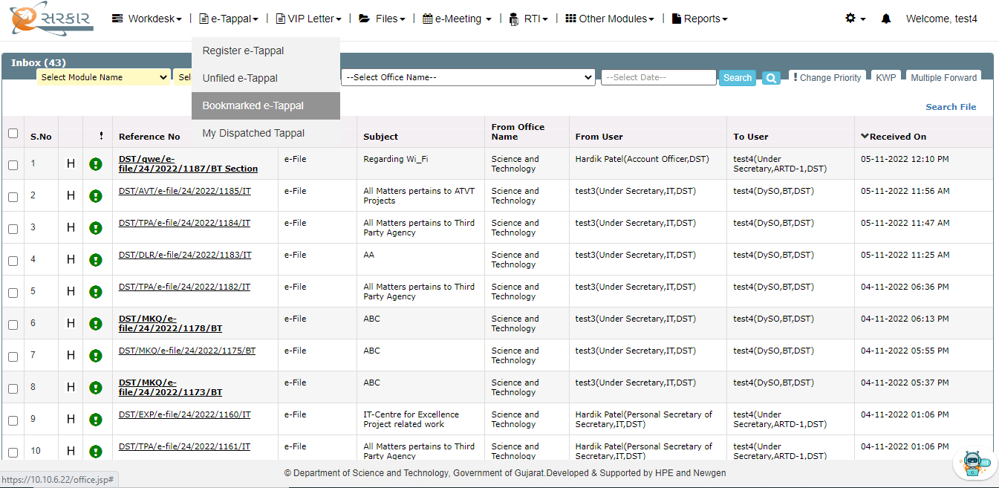 સરકાર
Workdesk
e-Tappal
VIP Letter
Files
e-Meeting
RTI
Other Modules
Reports
Welcome, test4
Register e-Tappal
Unfiled e-Tappal
Bookmarked e-Tappal
My Dispatched Tappal
Inbox (43)
Select Module Name
Sel
--Select Office Name--
--Select Date--
Search
Change Priority
KWP
Multiple Forward
Search File
S.No
Reference No
Subject
From Office
Name
From User
To User
Received On
1 H DST/qwe/e- e-File Regarding Wi_Fi Science and Hardik Patel(Account Officer,DST) test4(Under 05-11-2022 12:10 PM
file/24/2022/1187/BT Section Technology Secretary,ARTD-1,DST)
2 H DST/AVT/e-file/24/2022/1185/IT e-File All Matters pertains to ATVT Science and test3(Under Secretary,IT,DST) test4(DySO,BT,DST) 05-11-2022 11:56 AM
Projects Technology
3 H DST/TPA/e-file/24/2022/1184/IT e-File All Matters pertains to Third Science and test3(Under Secretary,IT,DST) test4(DySO,BT,DST) 05-11-2022 11:47 AM
Party Agency Technology
4 H DST/DLR/e-file/24/2022/1183/IT e-File AA Science and test3(Under Secretary,IT,DST) test4(DySO,BT,DST) 05-11-2022 11:25 AM
Technology
5 H DST/TPA/e-file/24/2022/1182/IT e-File All Matters pertains to Third Science and test3(Under Secretary,IT,DST) test4(DySO,BT,DST) 04-11-2022 06:36 PM
Party Agency Technology
6 H DST/MKQ/e- e-File ABC Science and test3(Under Secretary,IT,DST) test4(DySO,BT,DST) 04-11-2022 06:13 PM
file/24/2022/1178/BT Technology
7 H DST/MKQ/e-file/24/2022/1175/BT e-File ABC Science and test3(Under Secretary,IT,DST) test4(DySO,BT,DST) 04-11-2022 05:55 PM
Technology
8 H DST/MKQ/e- e-File ABC Science and test3(Under Secretary,IT,DST) test4(DySO,BT,DST) 04-11-2022 05:37 PM
file/24/2022/1173/BT Technology
9 H DST/EXP/e-file/24/2022/1160/IT e-File IT-Centre for Excellence Science and Hardik Patel(Personal Secretary of test4(Under 04-11-2022 01:06 PM
Project related work Technology Secretary,IT,DST) Secretary,ARTD-1,DST)
10 H DST/TPA/e-file/24/2022/1161/IT e-File All Matters pertains to Third Science and Hardik Patel(Personal Secretary of test4(Under 04-11-2022 01:06 PM
Party Agency Technology Secretary,IT,DST) Secretary,ARTD-1,DST)
© Department of Science and Technology, Government of Gujarat.Developed & Supported by HPE and Newgen
https://10.10.6.22/office.jsp#